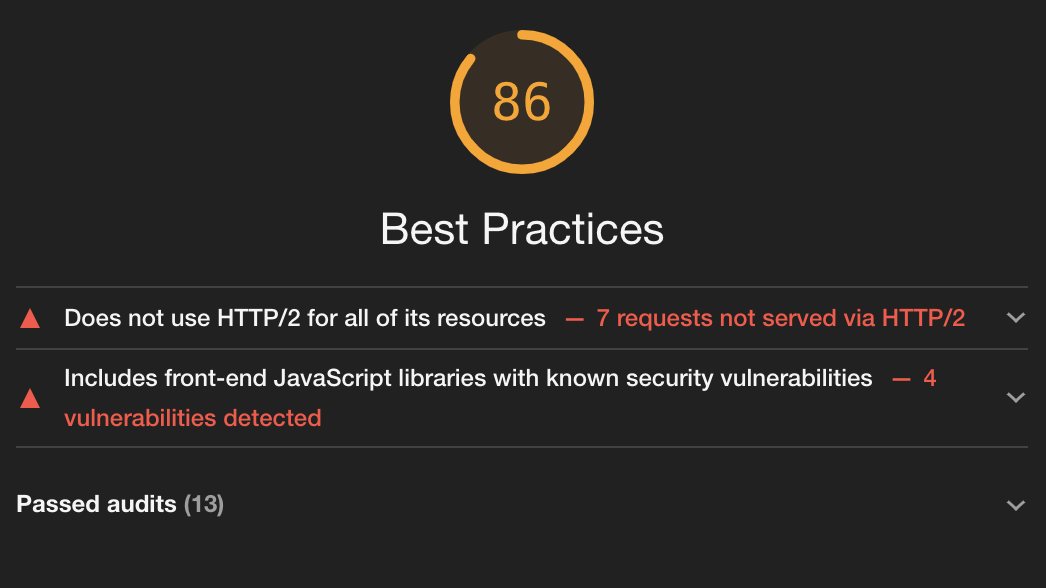 86
Best Practices
Does not use HTTP/2 for all of its resources — 7 requests not served via HTTP/2
Includes front-end JavaScript libraries with known security vulnerabilities — 4
vulnerabilities detected
Passed audits (13)